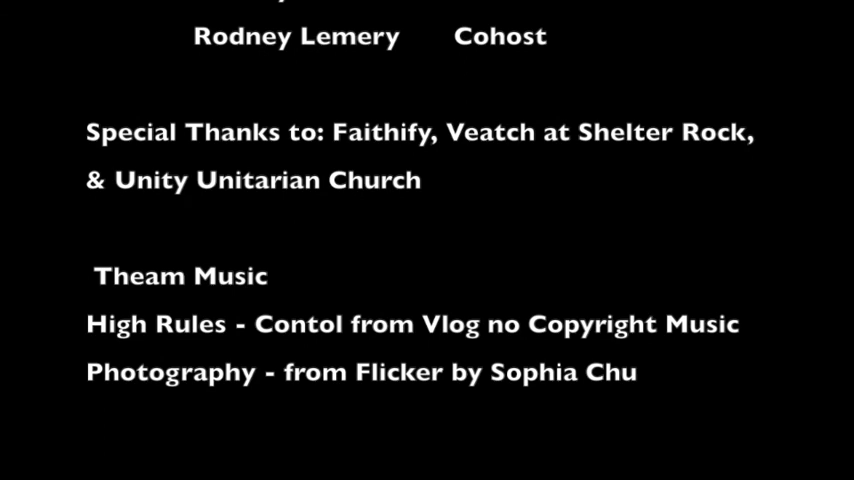 Rodney Lemery Cohost
Special Thanks to: Faithify, Veatch at Shelter Rock,
& Unity Unitarian Church
Theam Music
High Rules - Contol from Vlog no Copyright Music
Photography - from Flicker by Sophia Chu